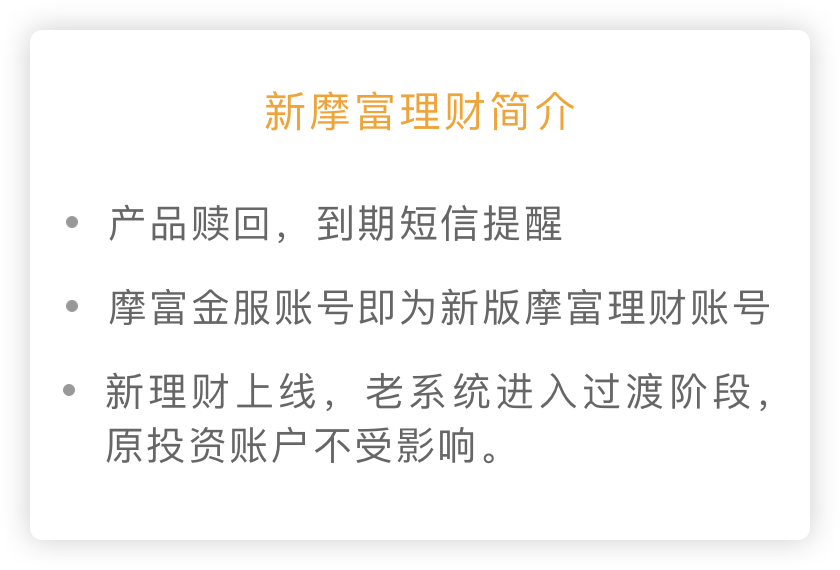 新摩富理财简介
• 产品赎回，到期短信提醒
• 摩富金服账号即为新版摩富理财账号
• 新理财上线，老系统进入过渡阶段，
原投资账户不受影响。